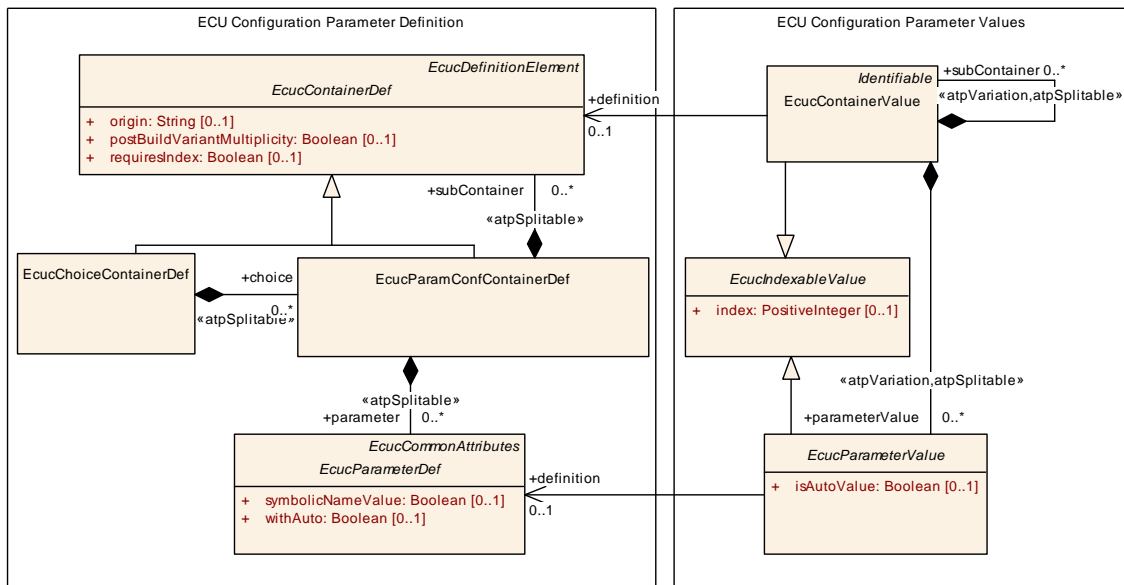 ECU Configuration Parameter Definition
EcucDefinitionElement
EcucContainerDef
+ origin: String [0..1]
+ postBuildVariantMultiplicity: Boolean [0..1]
+ requiresIndex: Boolean [0..1]
+subContainer 0..*
«atpSplitable»
EcucChoiceContainerDef
+choice
0..*
«atpSplitable»
EcucParamConfContainerDef
«atpSplitable»
+parameter 0..*
EcucCommonAttributes
EcucParameterDef
+ symbolicNameValue: Boolean [0..1]
+ withAuto: Boolean [0..1]
+definition
0..1
+definition
0..1
ECU Configuration Parameter Values
Identifiable
EcucContainerValue
+subContainer 0..*
«atpVariation,atpSplitable»
EcucIndexableValue
+ index: PositiveInteger [0..1]
«atpVariation,atpSplitable»
+parameterValue 0..*
EcucParameterValue
+ isAutoValue: Boolean [0..1]